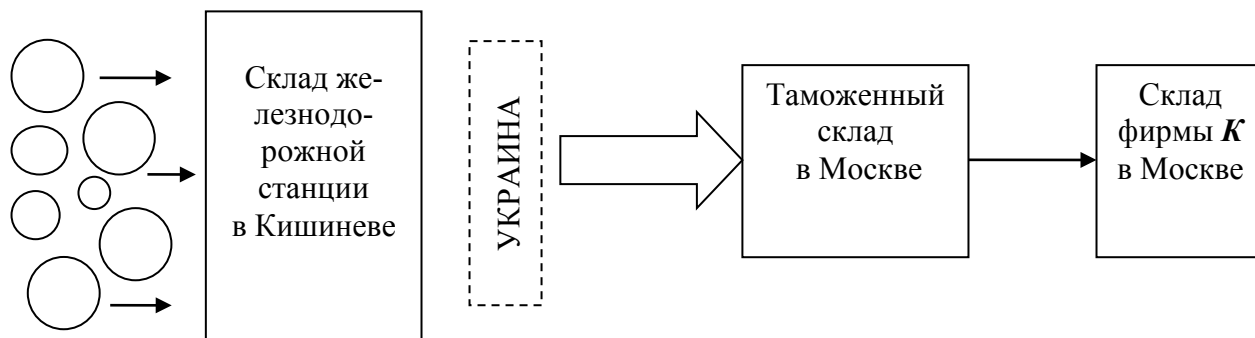 Склад же-
лезнодо-
рожной
станции
в Кишиневе
УКРАИНА
Таможенный
склад
в Москве
Склад
фирмы К
в Москве